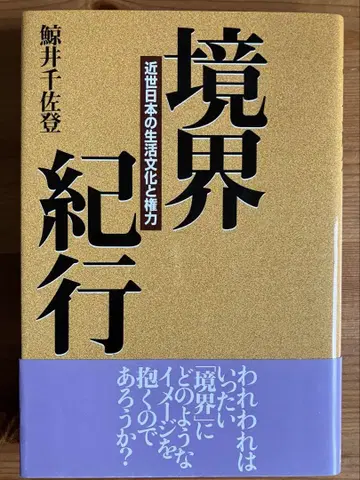 境界
紀行
近世日本の生活文化と権力
鯨井千佐登
われわれは
いったい
「境界」に
どのような
イメージを
抱くので
あろうか?